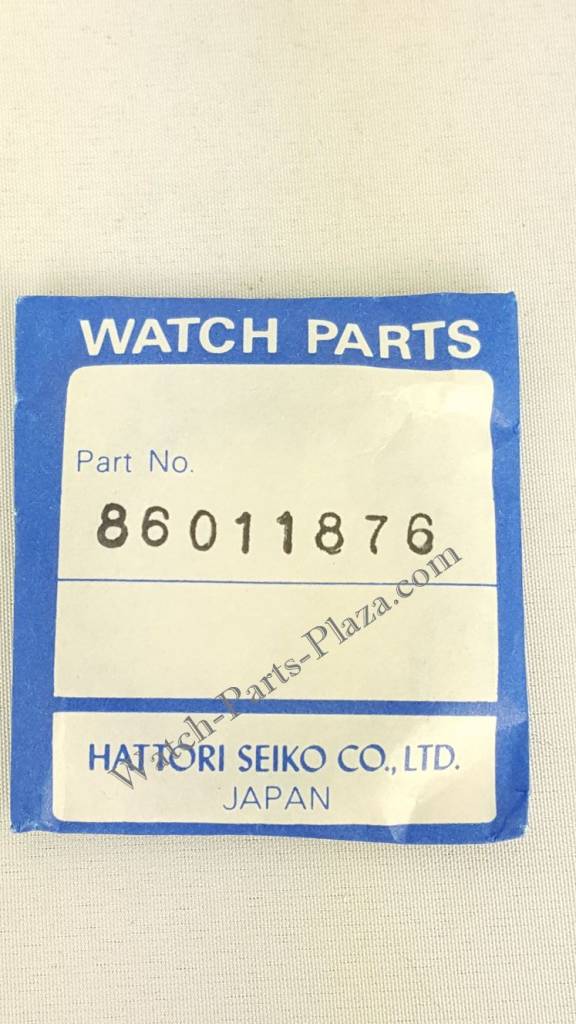 WATCH PARTS
Part No.
86011876
Watch-Parts-Plaza.com
HATTORI SEIKO CO., LTD.
JAPAN